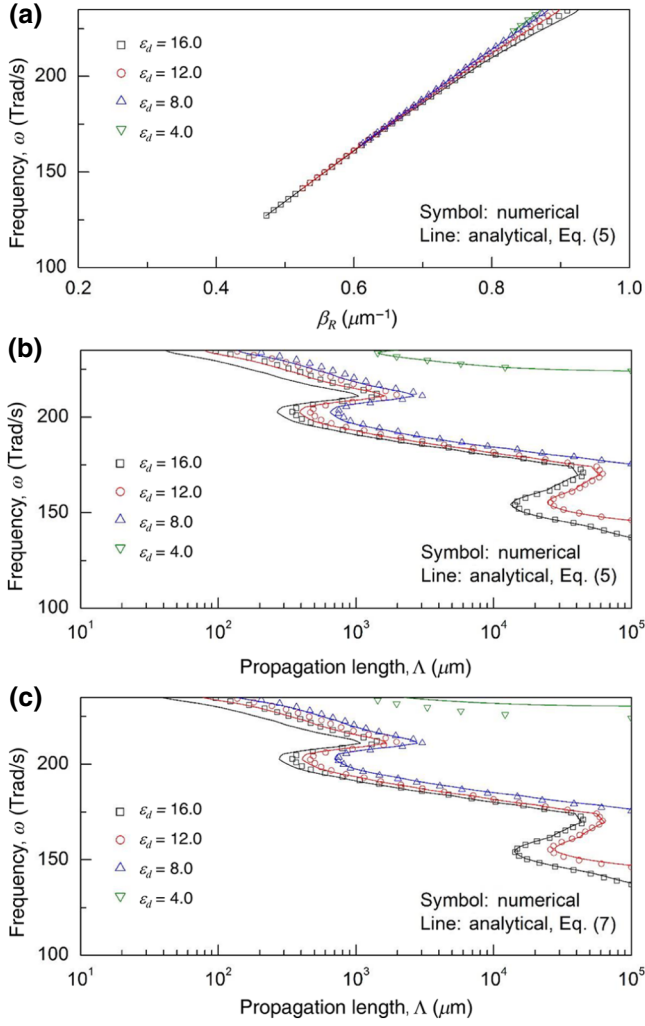 (a)
εd = 16.0
εd = 12.0
εd = 8.0
εd = 4.0
Symbol: numerical
Line: analytical, Eq. (5)
Frequency, ω (Trad/s)
200
150
100
0.2 0.4 0.6 0.8 1.0
βR (μm⁻¹)
(b)
εd = 16.0
εd = 12.0
εd = 8.0
εd = 4.0
Symbol: numerical
Line: analytical, Eq. (5)
Frequency, ω (Trad/s)
200
150
100
10¹ 10² 10³ 10⁴ 10⁵
Propagation length, Λ (μm)
(c)
εd = 16.0
εd = 12.0
εd = 8.0
εd = 4.0
Symbol: numerical
Line: analytical, Eq. (7)
Frequency, ω (Trad/s)
200
150
100
10¹ 10² 10³ 10⁴ 10⁵
Propagation length, Λ (μm)